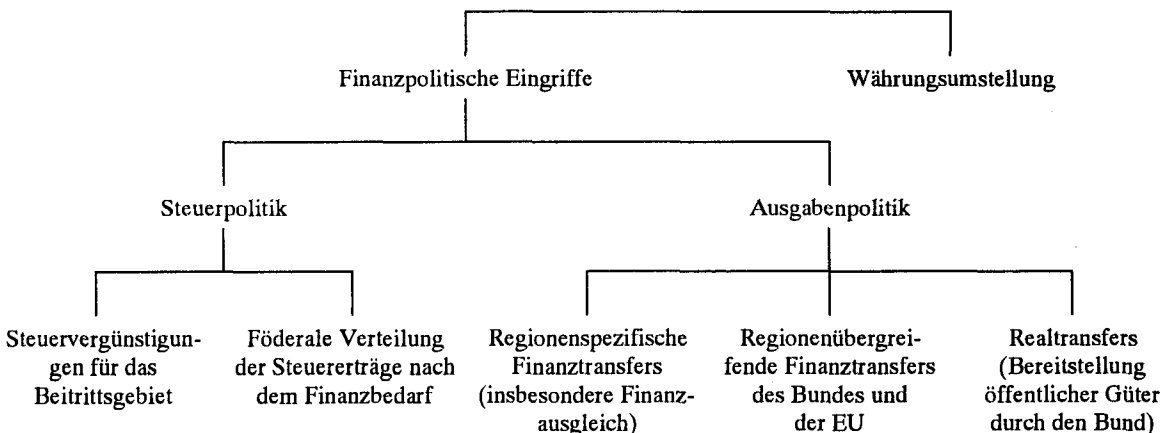 Finanzpolitische Eingriffe
Währungsumstellung
Steuerpolitik
Ausgabenpolitik
Steuervergünstigun-
gen für das
Beitrittsgebiet
Föderale Verteilung
der Steuererträge nach
dem Finanzbedarf
Regionenspezifische
Finanztransfers
(insbesondere Finanz-
ausgleich)
Regionenübergrei-
fende Finanztransfers
des Bundes und
der EU
Realtransfers
(Bereitstellung
öffentlicher Güter
durch den Bund)